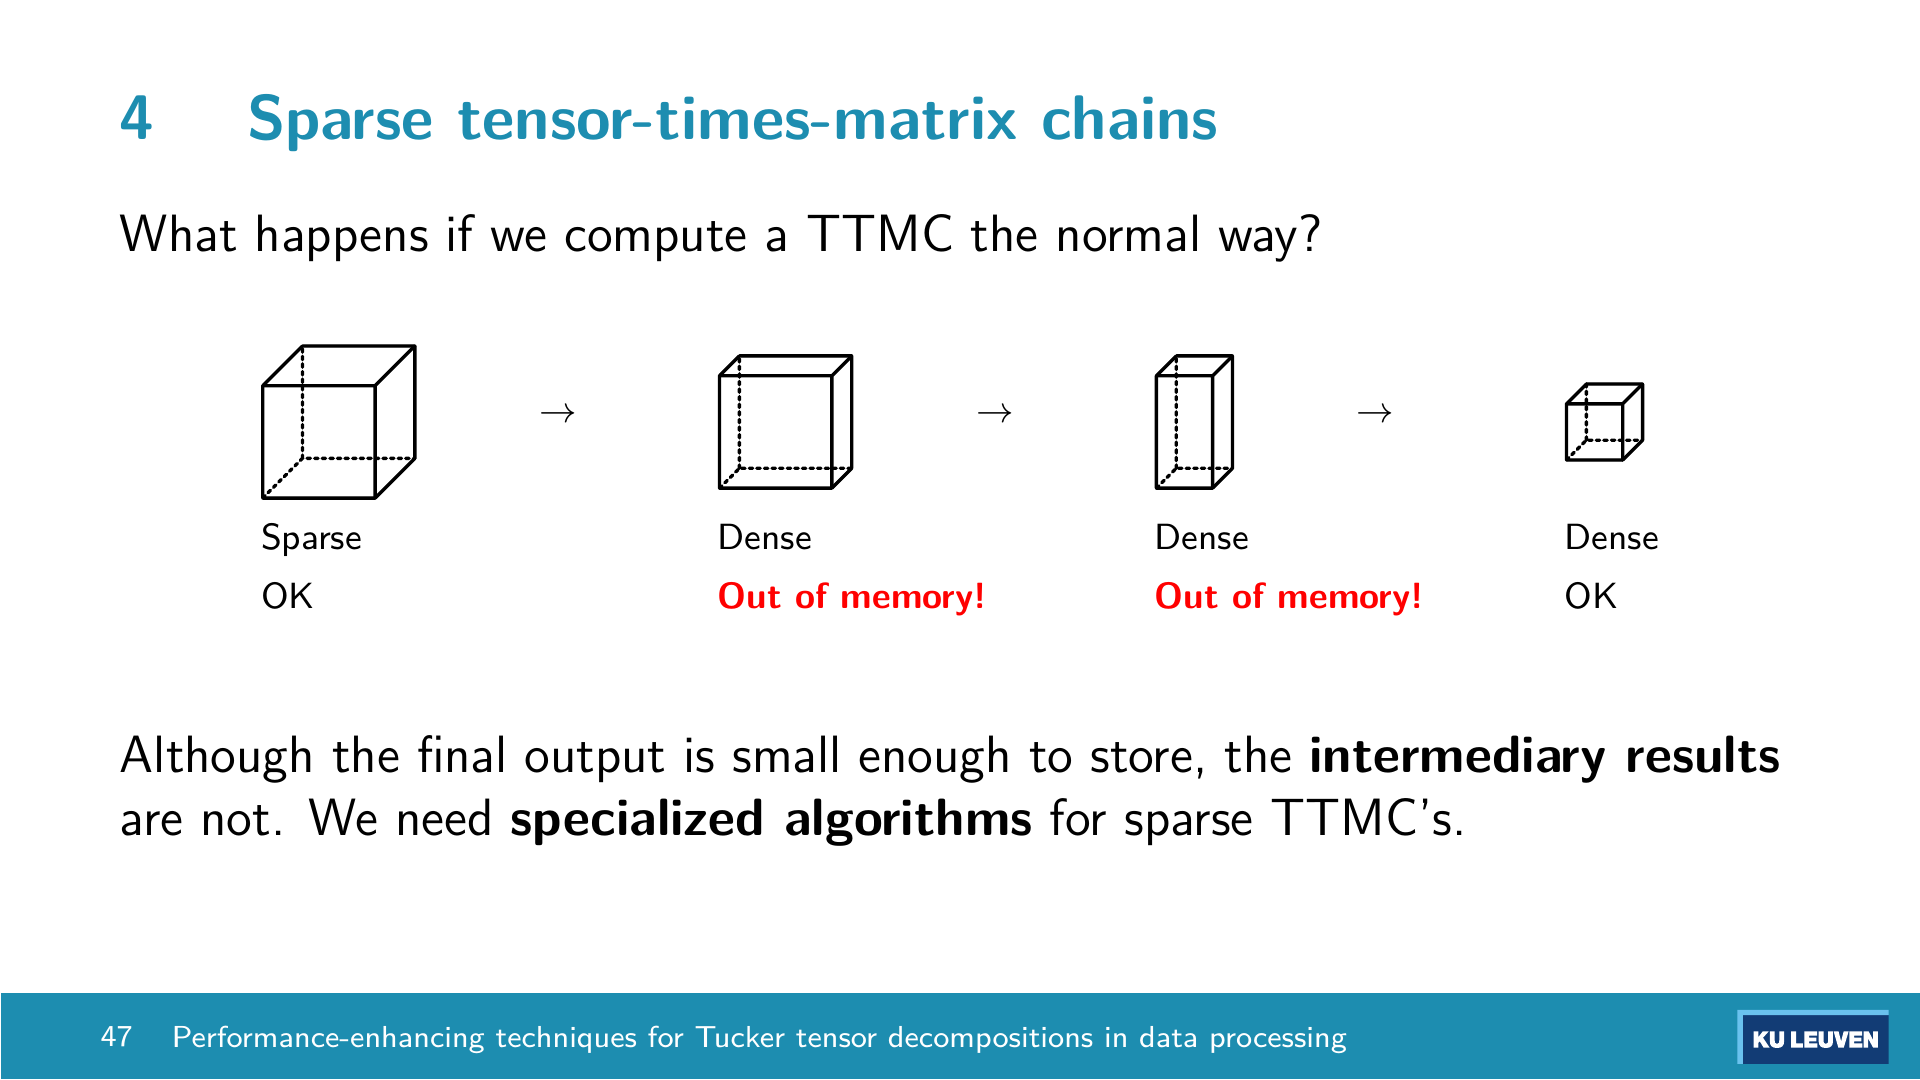 4 Sparse tensor-times-matrix chains
What happens if we compute a TTMC the normal way?
→ → →
Sparse Dense Dense Dense
OK Out of memory! Out of memory! OK
Although the final output is small enough to store, the intermediary results
are not. We need specialized algorithms for sparse TTMC's.
47 Performance-enhancing techniques for Tucker tensor decompositions in data processing
KU LEUVEN